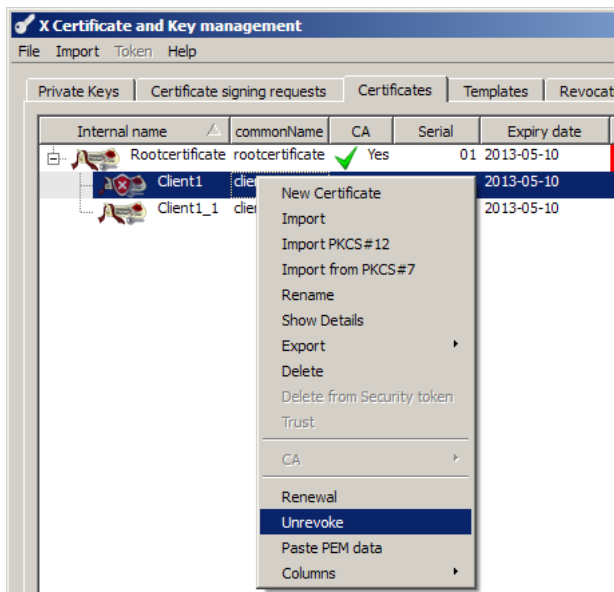 X Certificate and Key management
File Import Token Help
Private Keys Certificate signing requests Certificates Templates Revocat
Internal name commonName CA Serial Expiry date
Rootcertificate rootcertificate Yes 01 2013-05-10
Client1 clie 2013-05-10
Client1_1 clie 2013-05-10
New Certificate
Import
Import PKCS#12
Import from PKCS#7
Rename
Show Details
Export
Delete
Delete from Security token
Trust
CA
Renewal
Unrevoke
Paste PEM data
Columns